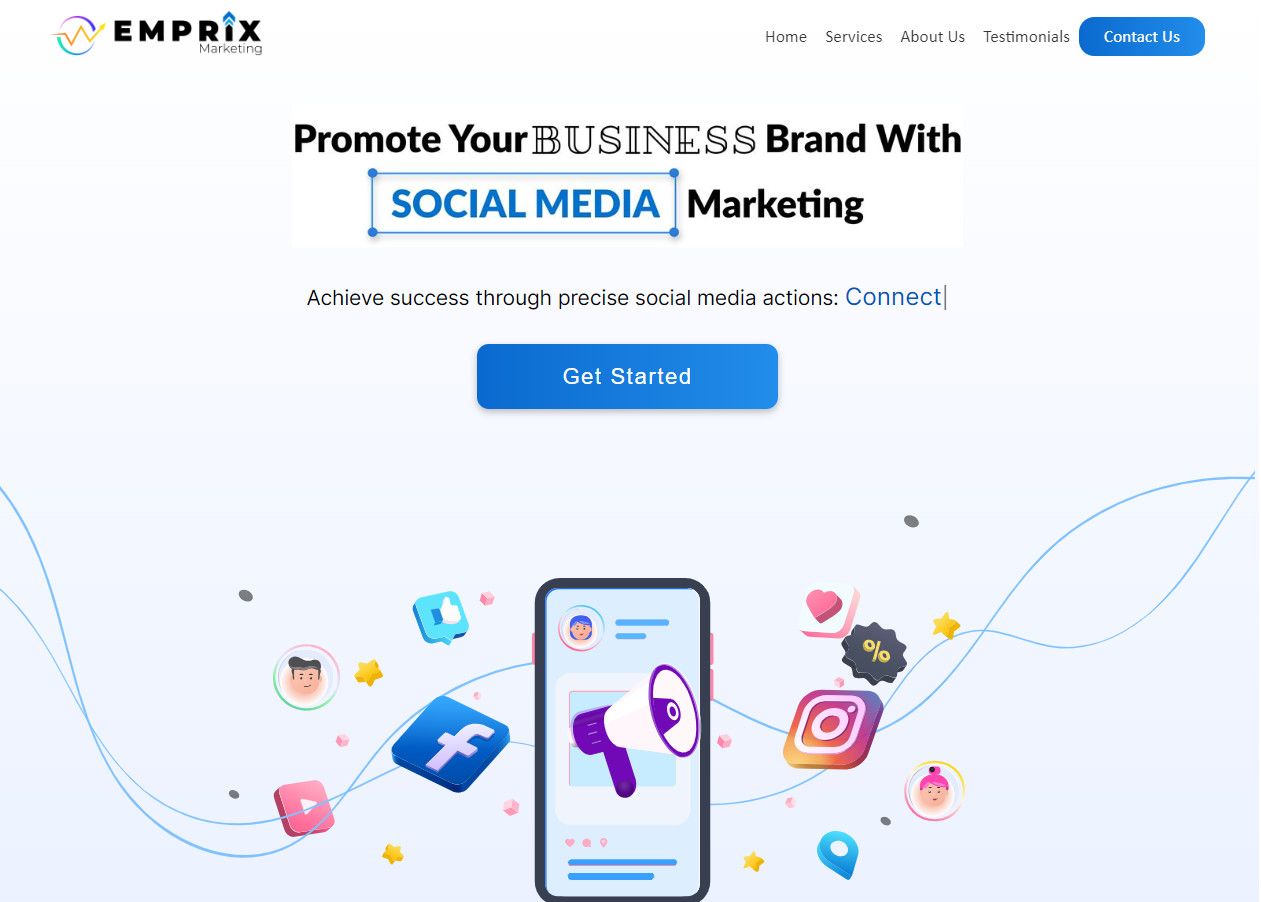 EMPRIX
Marketing
Home Services About Us Testimonials Contact Us
Promote Your BUSINESS Brand With
SOCIAL MEDIA Marketing
Achieve success through precise social media actions: Connect|
Get Started
%
f